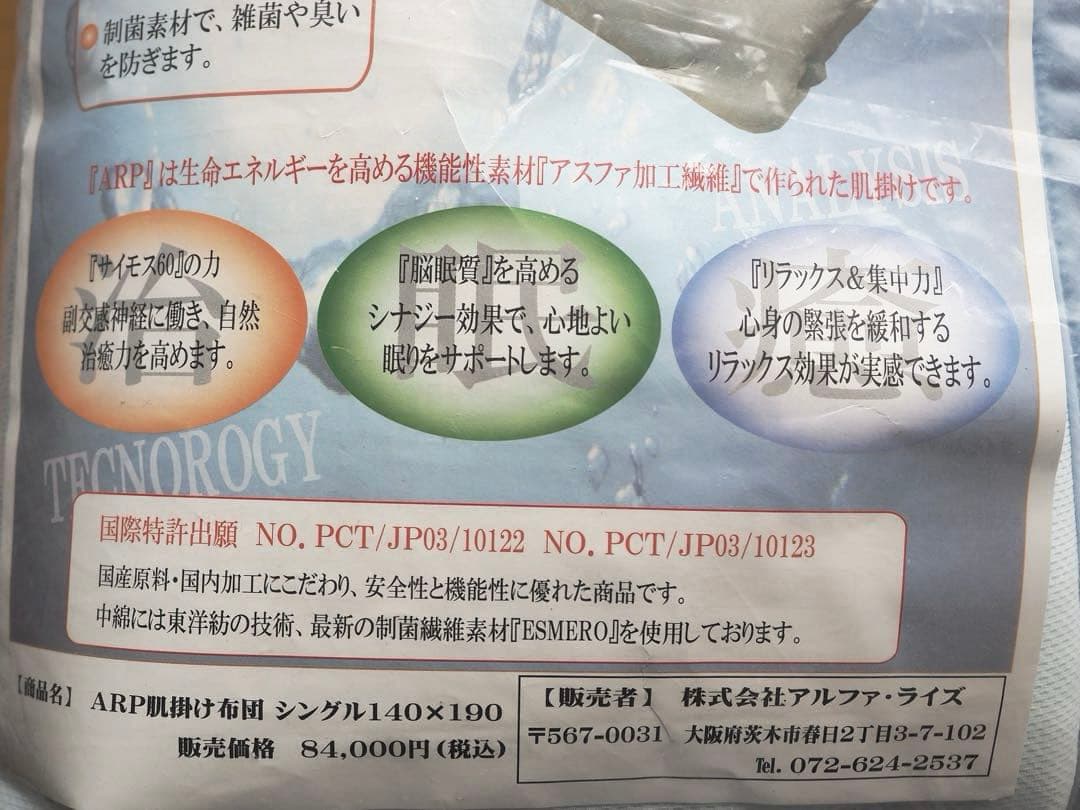 制菌素材で、雑菌や臭い
を防ぎます。
『ARP』は生命エネルギーを高める機能性素材『アスファ加工繊維』で作られた肌掛けです。
ANALYSIS
治
『サイモス60』の力
副交感神経に働き、自然
治癒力を高めます。
眠
『脳眠質』を高める
シナジー効果で、心地よい
眠りをサポートします。
癒
『リラックス＆集中力』
心身の緊張を緩和する
リラックス効果が実感できます。
TECNOROGY
国際特許出願 NO. PCT/JP03/10122 NO. PCT/JP03/10123
国産原料・国内加工にこだわり、安全性と機能性に優れた商品です。
中綿には東洋紡の技術、最新の制菌繊維素材『ESMERO』を使用しております。
【商品名】 ARP肌掛け布団 シングル140×190
販売価格 84,000円（税込）
【販売者】 株式会社アルファ・ライズ
〒567-0031 大阪府茨木市春日2丁目3-7-102
Tel. 072-624-2537